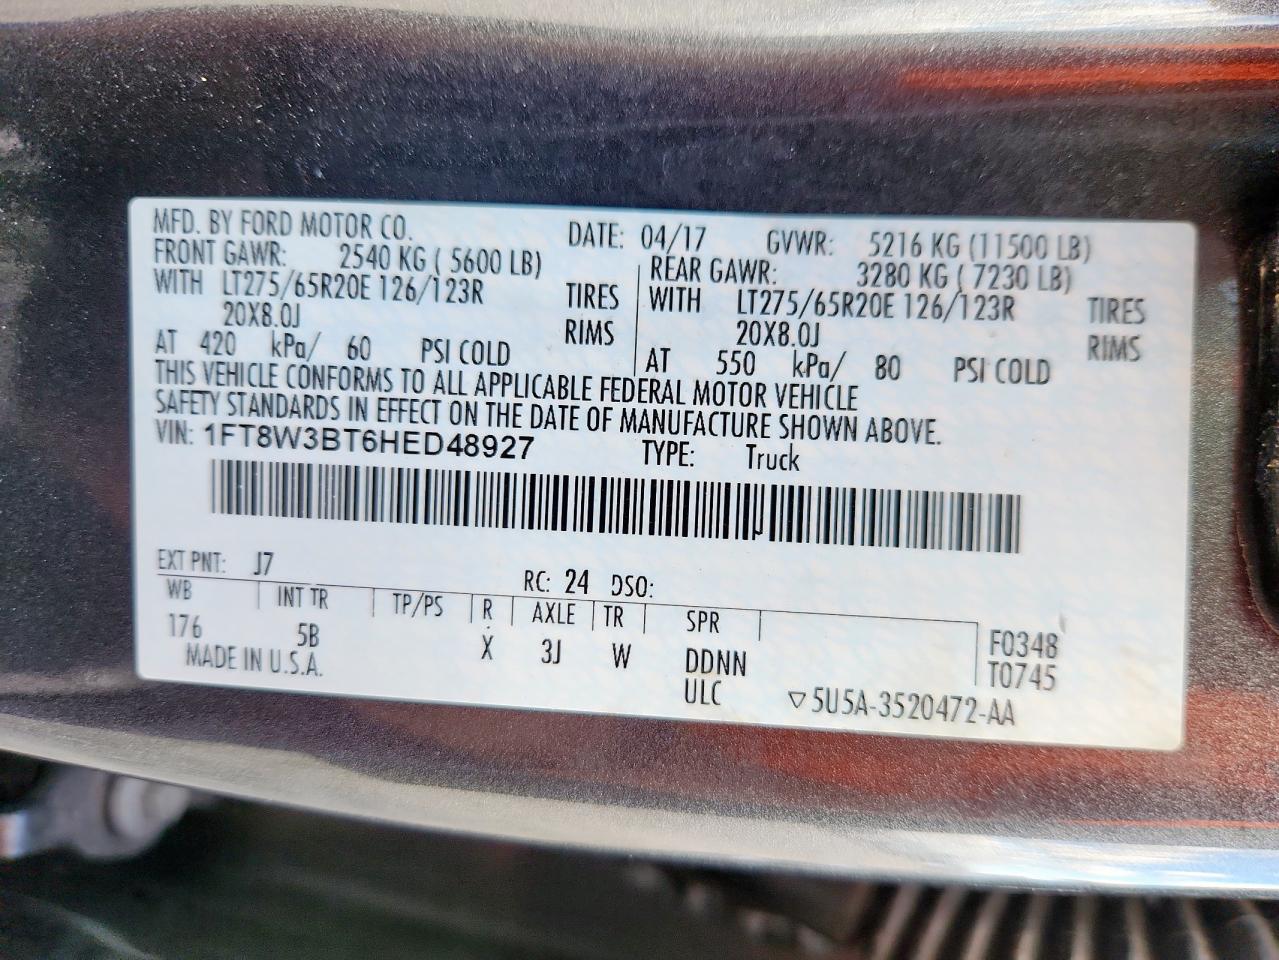 MFD. BY FORD MOTOR CO. DATE: 04/17 GVWR: 5216 KG (11500 LB)
FRONT GAWR: 2540 KG ( 5600 LB) REAR GAWR: 3280 KG ( 7230 LB)
WITH LT275/65R20E 126/123R TIRES WITH LT275/65R20E 126/123R TIRES
20X8.0J RIMS 20X8.0J RIMS
AT 420 kPa/ 60 PSI COLD AT 550 kPa/ 80 PSI COLD
THIS VEHICLE CONFORMS TO ALL APPLICABLE FEDERAL MOTOR VEHICLE
SAFETY STANDARDS IN EFFECT ON THE DATE OF MANUFACTURE SHOWN ABOVE.
VIN: 1FT8W3BT6HED48927 TYPE: Truck
EXT PNT: J7 RC: 24 DSO:
WB INT TR TP/PS R AXLE TR SPR
176 5B X 3J W DDNN F0348
MADE IN U.S.A. ULC T0745
▽5U5A-3520472-AA